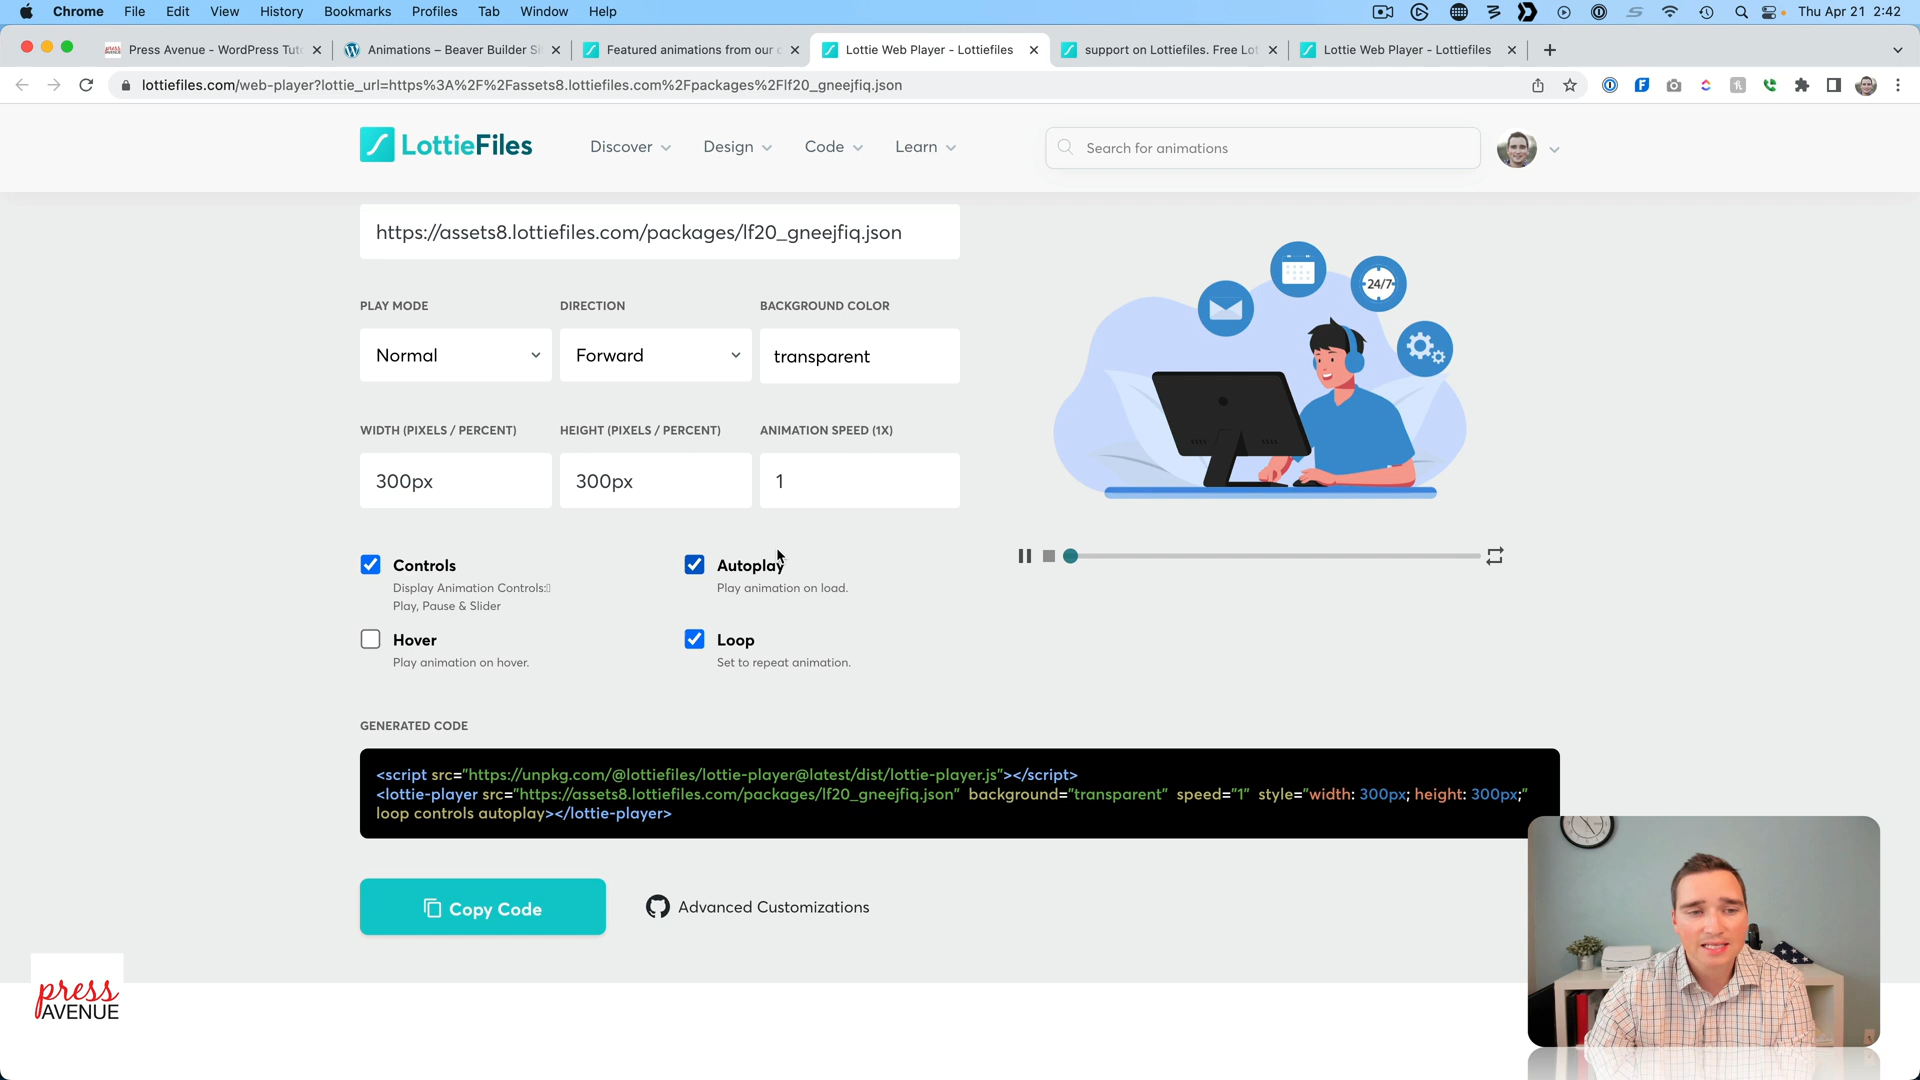 Chrome File Edit View History Bookmarks Profiles Tab Window Help Thu Apr 21 2:42
Press Avenue - WordPress Tut Animations – Beaver Builder Si Featured animations from our c Lottie Web Player - Lottiefiles support on Lottiefiles. Free Lot Lottie Web Player - Lottiefiles
lottiefiles.com/web-player?lottie_url=https%3A%2F%2Fassets8.lottiefiles.com%2Fpackages%2Flf20_gneejfiq.json
LottieFiles Discover Design Code Learn Search for animations
https://assets8.lottiefiles.com/packages/lf20_gneejfiq.json
PLAY MODE DIRECTION BACKGROUND COLOR
Normal Forward transparent
WIDTH (PIXELS / PERCENT) HEIGHT (PIXELS / PERCENT) ANIMATION SPEED (1X)
300px 300px 1
24/7
Controls Autoplay
Display Animation Controls: Play animation on load.
Play, Pause & Slider
Hover Loop
Play animation on hover. Set to repeat animation.
GENERATED CODE
<script src="https://unpkg.com/@lottiefiles/lottie-player@latest/dist/lottie-player.js"></script>
<lottie-player src="https://assets8.lottiefiles.com/packages/lf20_gneejfiq.json" background="transparent" speed="1" style="width: 300px; height: 300px;"
loop controls autoplay></lottie-player>
Copy Code Advanced Customizations
press
AVENUE